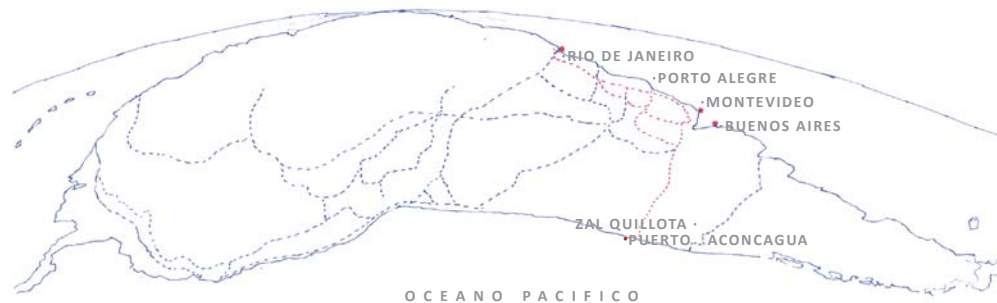 RIO DE JANEIRO
PORTO ALEGRE
MONTEVIDEO
BUENOS AIRES
ZAL QUILLOTA
PUERTO ACONCAGUA
OCEANO PACIFICO